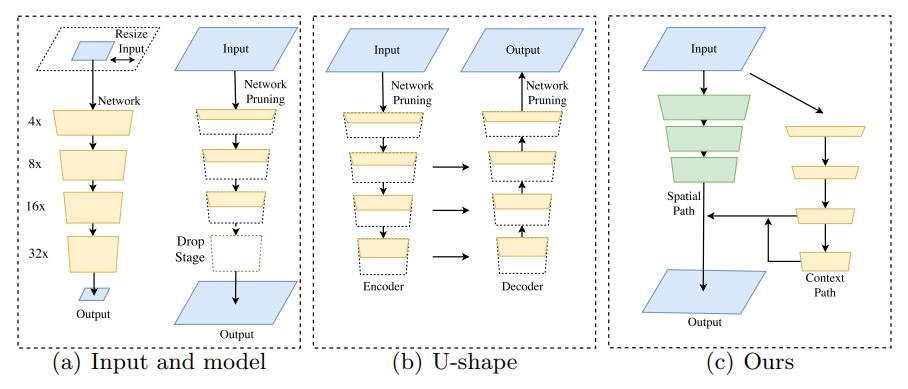 Resize
Input
Network
4x
8x
16x
32x
Output
Input
Network
Pruning
Drop
Stage
Output
(a) Input and model
Input
Network
Pruning
Encoder
Output
Network
Pruning
Decoder
(b) U-shape
Input
Spatial
Path
Context
Path
Output
(c) Ours